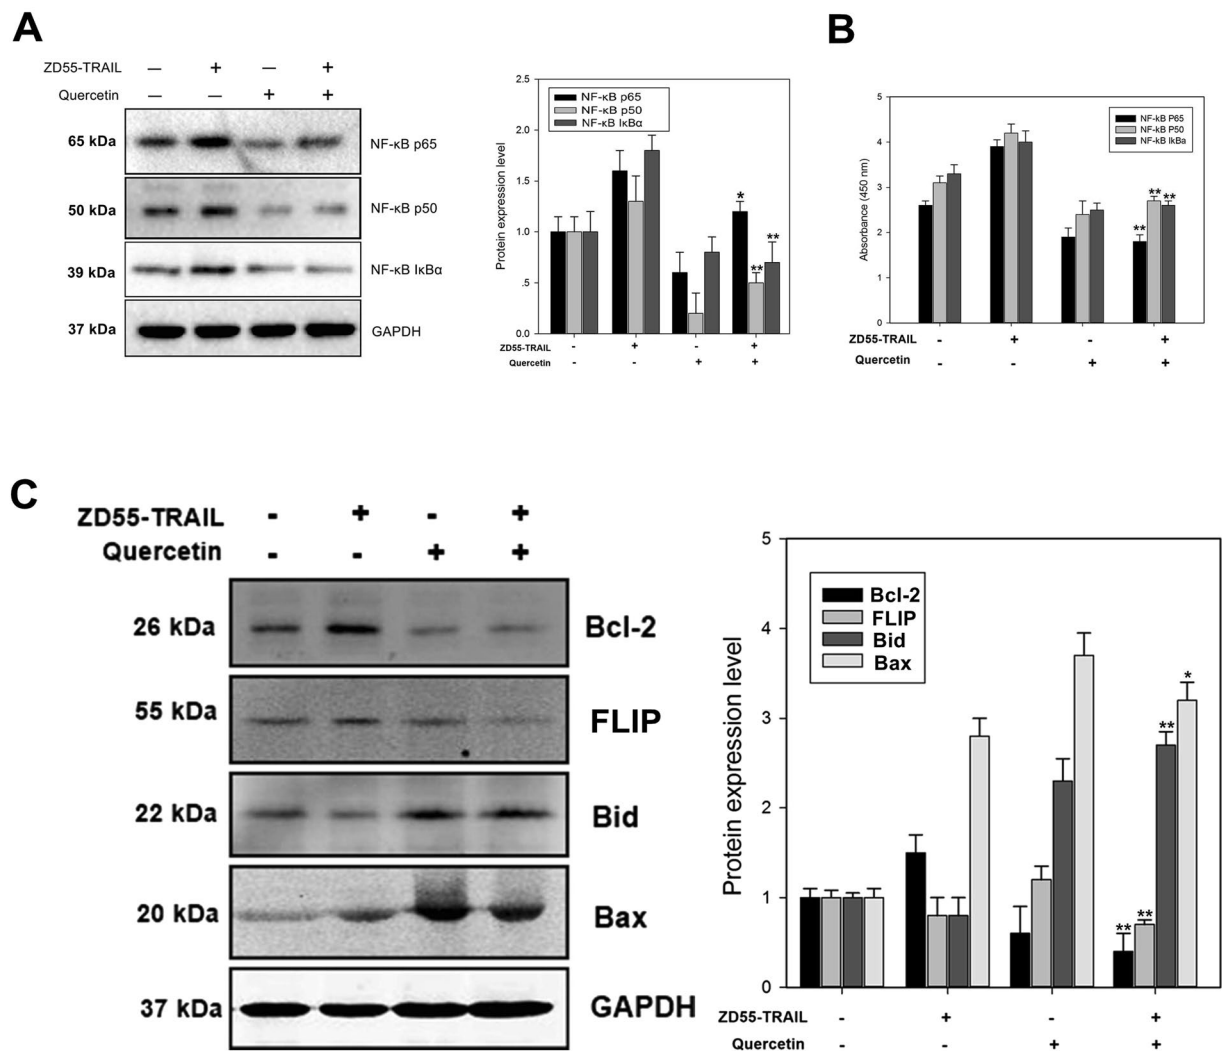 A
ZD55-TRAIL — + — +
Quercetin — — + +
65 kDa NF-κB p65
50 kDa NF-κB p50
39 kDa NF-κB IκBα
37 kDa GAPDH
Protein expression level
2.5
2.0
1.5
1.0
.5
0.0
NF-κB p65
NF-κB p50
NF-κB IκBα
* ** **
ZD55-TRAIL - + - +
Quercetin - - + +
B
Absorbance (450 nm)
5
4
3
2
1
0
NF-kB P65
NF-kB P50
NF-kB IkBa
** ** **
ZD55-TRAIL - + - +
Quercetin - - + +
C
ZD55-TRAIL - + - +
Quercetin - - + +
26 kDa Bcl-2
55 kDa FLIP
22 kDa Bid
20 kDa Bax
37 kDa GAPDH
Protein expression level
5
4
3
2
1
0
Bcl-2
FLIP
Bid
Bax
** ** ** *
ZD55-TRAIL - + - +
Quercetin - - + +